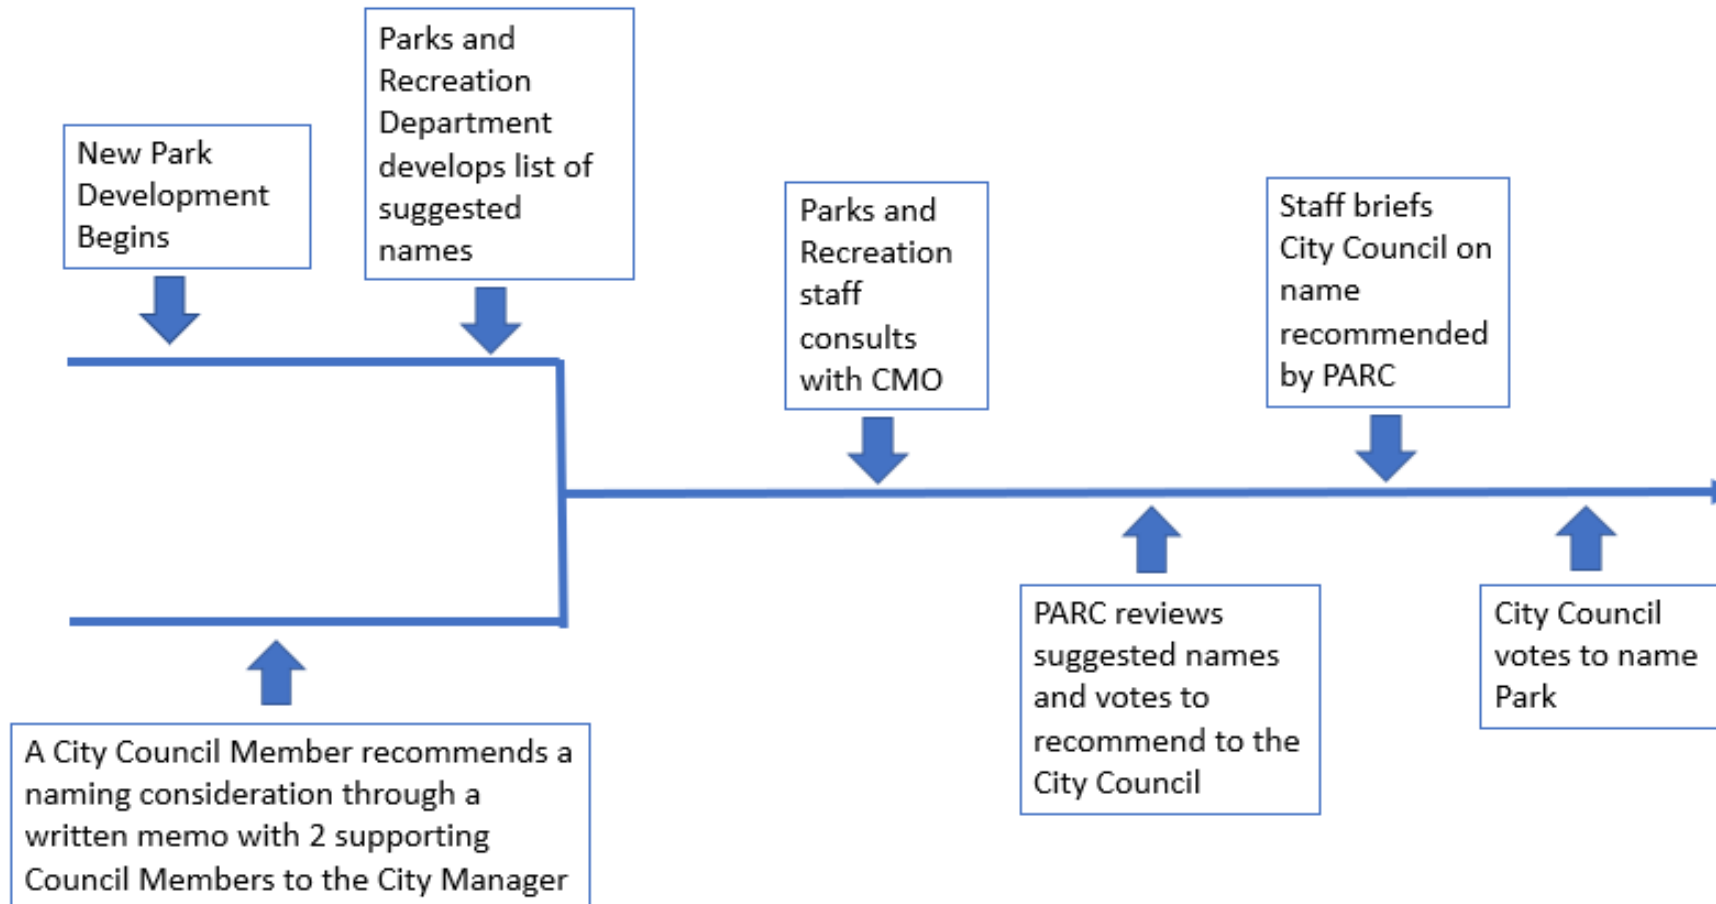 New Park
Development
Begins
Parks and
Recreation
Department
develops list of
suggested
names
Parks and
Recreation
staff
consults
with CMO
Staff briefs
City Council on
name
recommended
by PARC
A City Council Member recommends a
naming consideration through a
written memo with 2 supporting
Council Members to the City Manager
PARC reviews
suggested names
and votes to
recommend to the
City Council
City Council
votes to name
Park